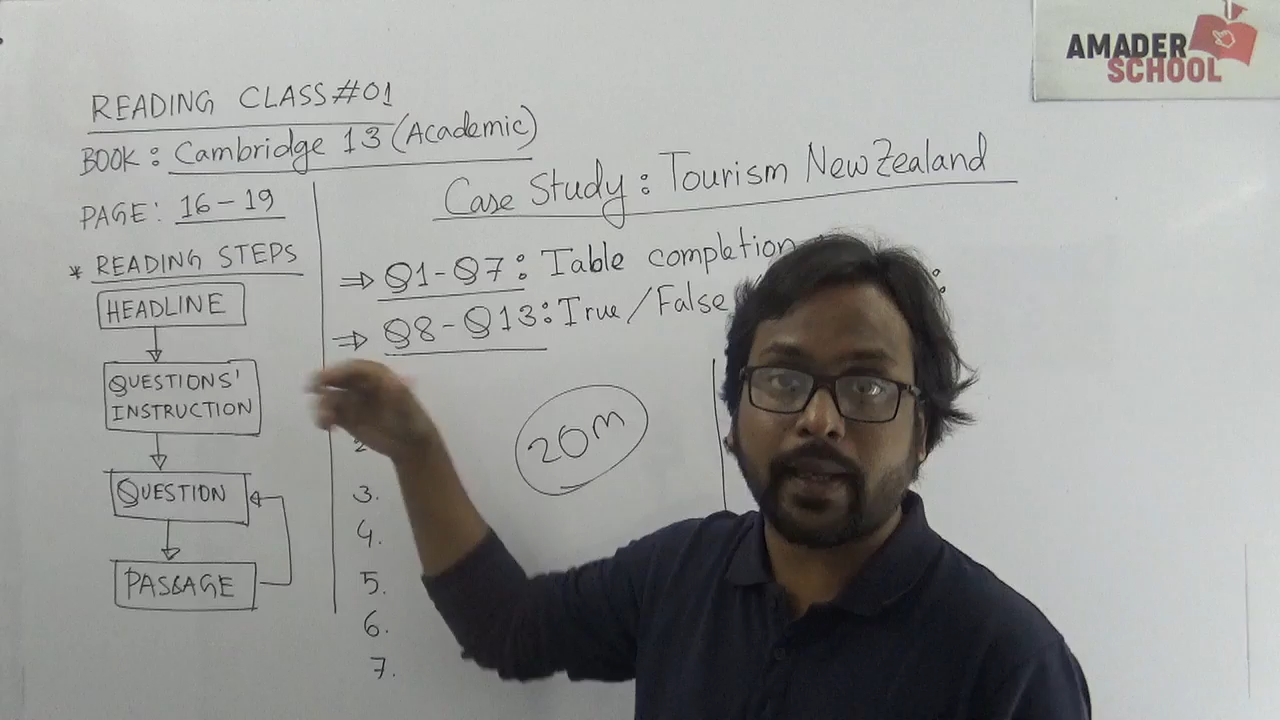 AMADER
SCHOOL
READING CLASS #01
BOOK: Cambridge 13 (Academic)
PAGE: 16-19
* READING STEPS
HEADLINE
QUESTIONS'
INSTRUCTION
QUESTION
PASSAGE
Case Study: Tourism New Zealand
⇒ Q1-Q7: Table completion
⇒ Q8-Q13: True/False
20m
2
3.
4.
5.
6.
7.